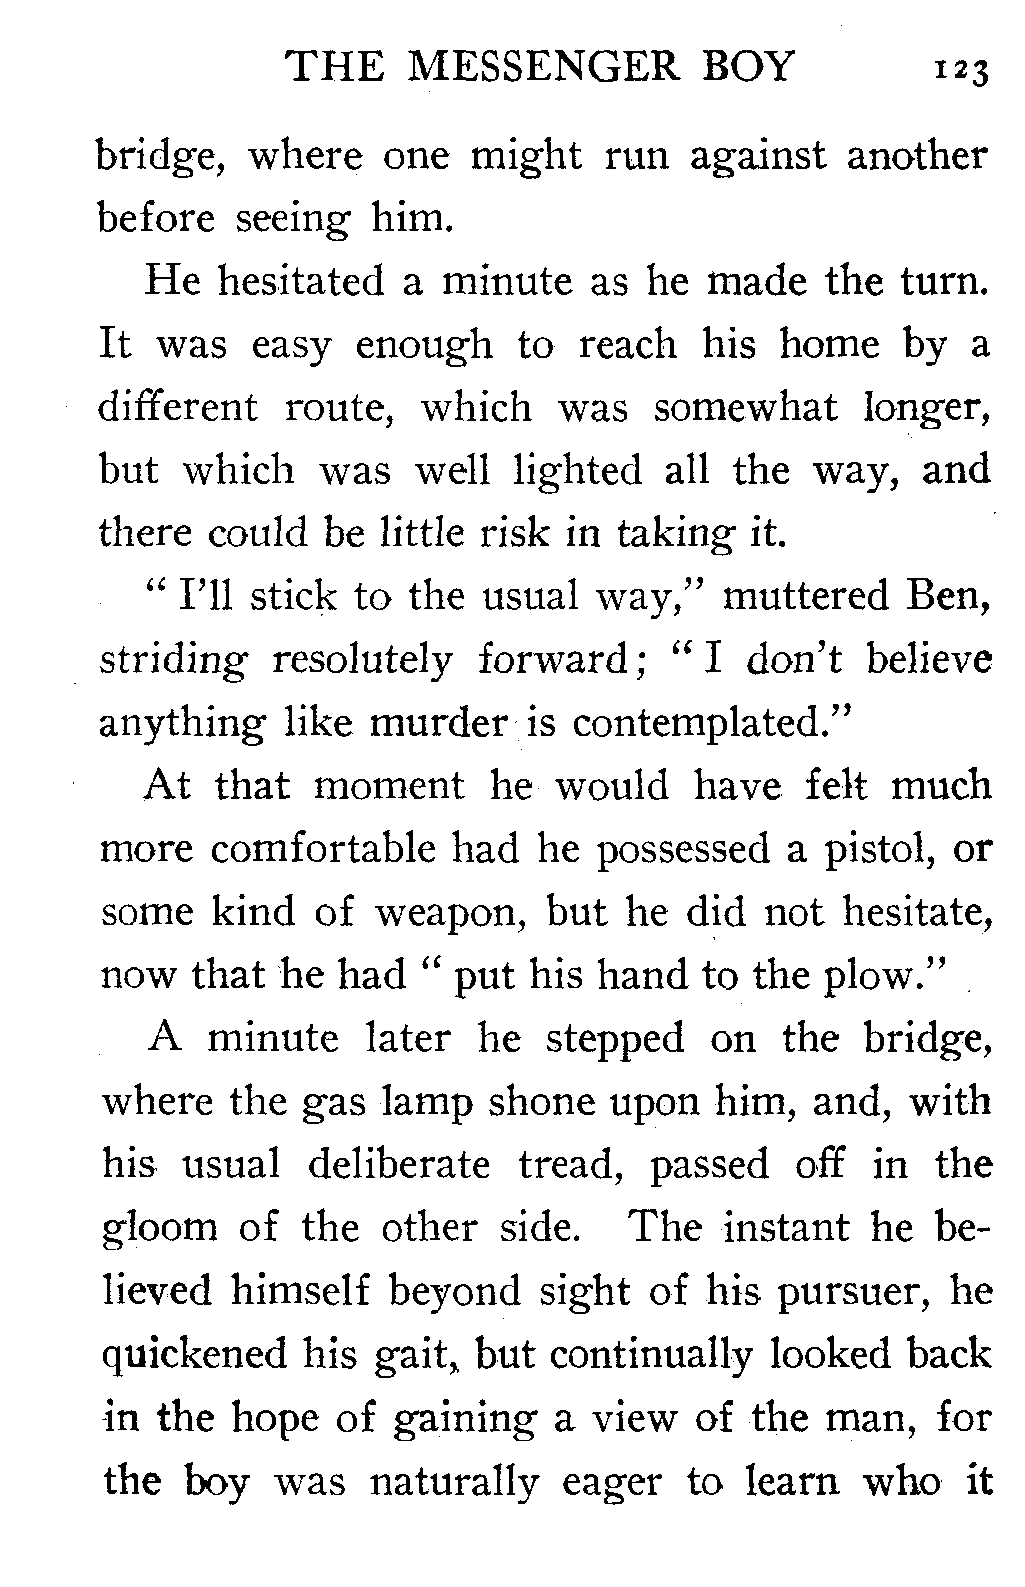 THE MESSENGER BOY 123
bridge, where one might run against another
before seeing him.
He hesitated a minute as he made the turn.
It was easy enough to reach his home by a
different route, which was somewhat longer,
but which was well lighted all the way, and
there could be little risk in taking it.
" I'll stick to the usual way," muttered Ben,
striding resolutely forward; " I don't believe
anything like murder is contemplated."
At that moment he would have felt much
more comfortable had he possessed a pistol, or
some kind of weapon, but he did not hesitate,
now that he had " put his hand to the plow."
A minute later he stepped on the bridge,
where the gas lamp shone upon him, and, with
his usual deliberate tread, passed off in the
gloom of the other side. The instant he be-
lieved himself beyond sight of his pursuer, he
quickened his gait, but continually looked back
in the hope of gaining a view of the man, for
the boy was naturally eager to learn who it